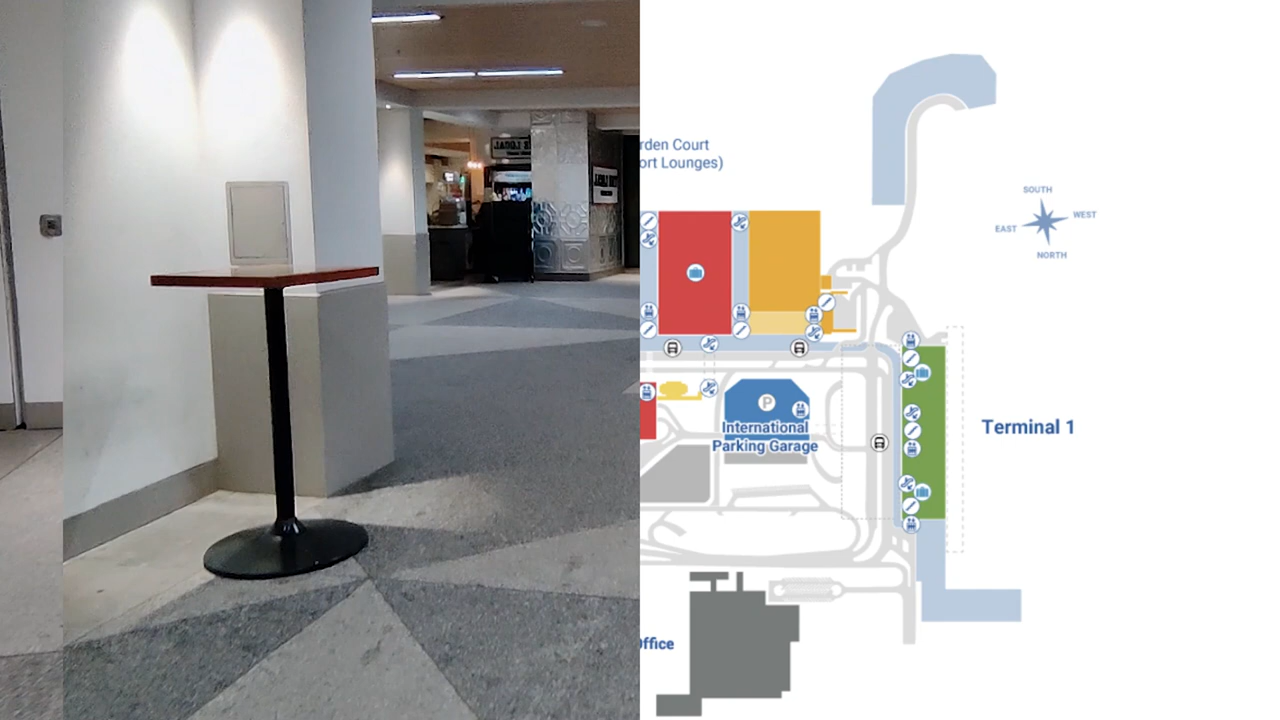 rden Court
ort Lounges)
SOUTH
WEST
EAST
NORTH
P
International
Parking Garage
Terminal 1
Office